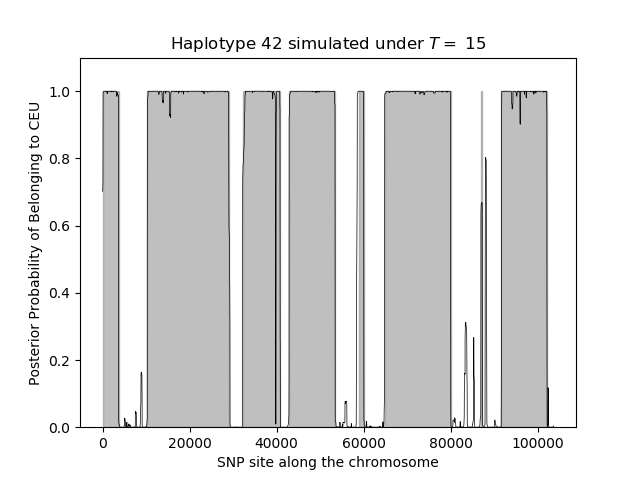 Haplotype 42 simulated under T = 15
Posterior Probability of Belonging to CEU
1.0
0.8
0.6
0.4
0.2
0.0
0 20000 40000 60000 80000 100000
SNP site along the chromosome